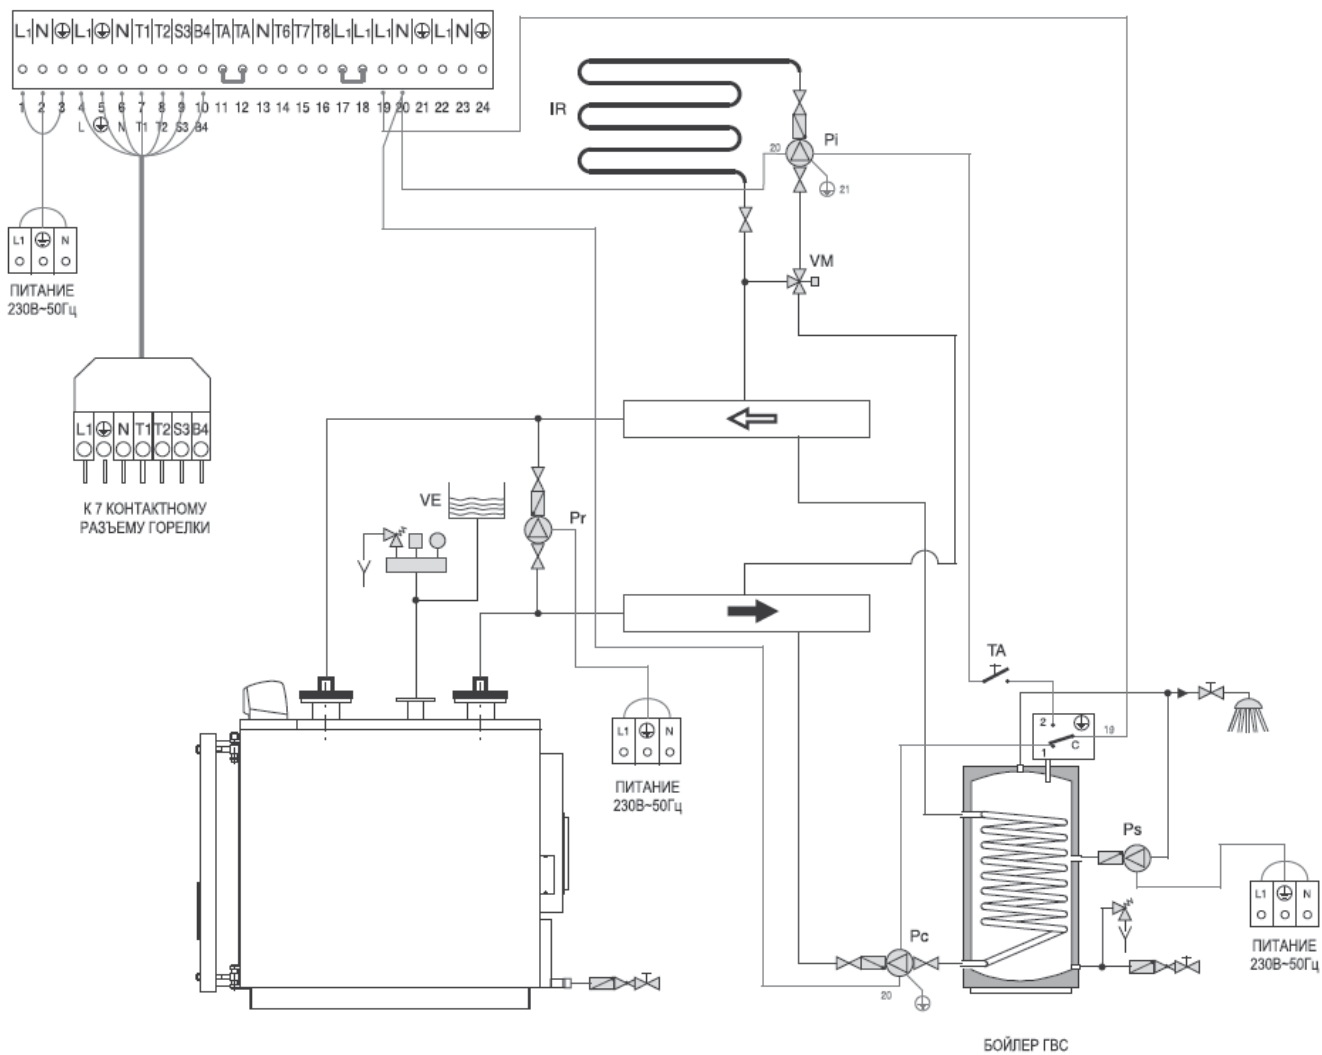 L1 N L1 N T1 T2 S3 B4 TA TA N T6 T7 T8 L1 L1 L1 N L1 N
1 2 3 4 5 6 7 8 9 10 11 12 13 14 15 16 17 18 19 20 21 22 23 24
L N T1 T2 S3 B4
IR
20
Pi
21
L1 N
ПИТАНИЕ
230В~50Гц
VM
L1 N T1 T2 S3 B4
К 7 КОНТАКТНОМУ
РАЗЪЕМУ ГОРЕЛКИ
VE
Pr
TA
2
1
C
19
L1 N
ПИТАНИЕ
230В~50Гц
Ps
L1 N
ПИТАНИЕ
230В~50Гц
Pc
20
БОЙЛЕР ГВС